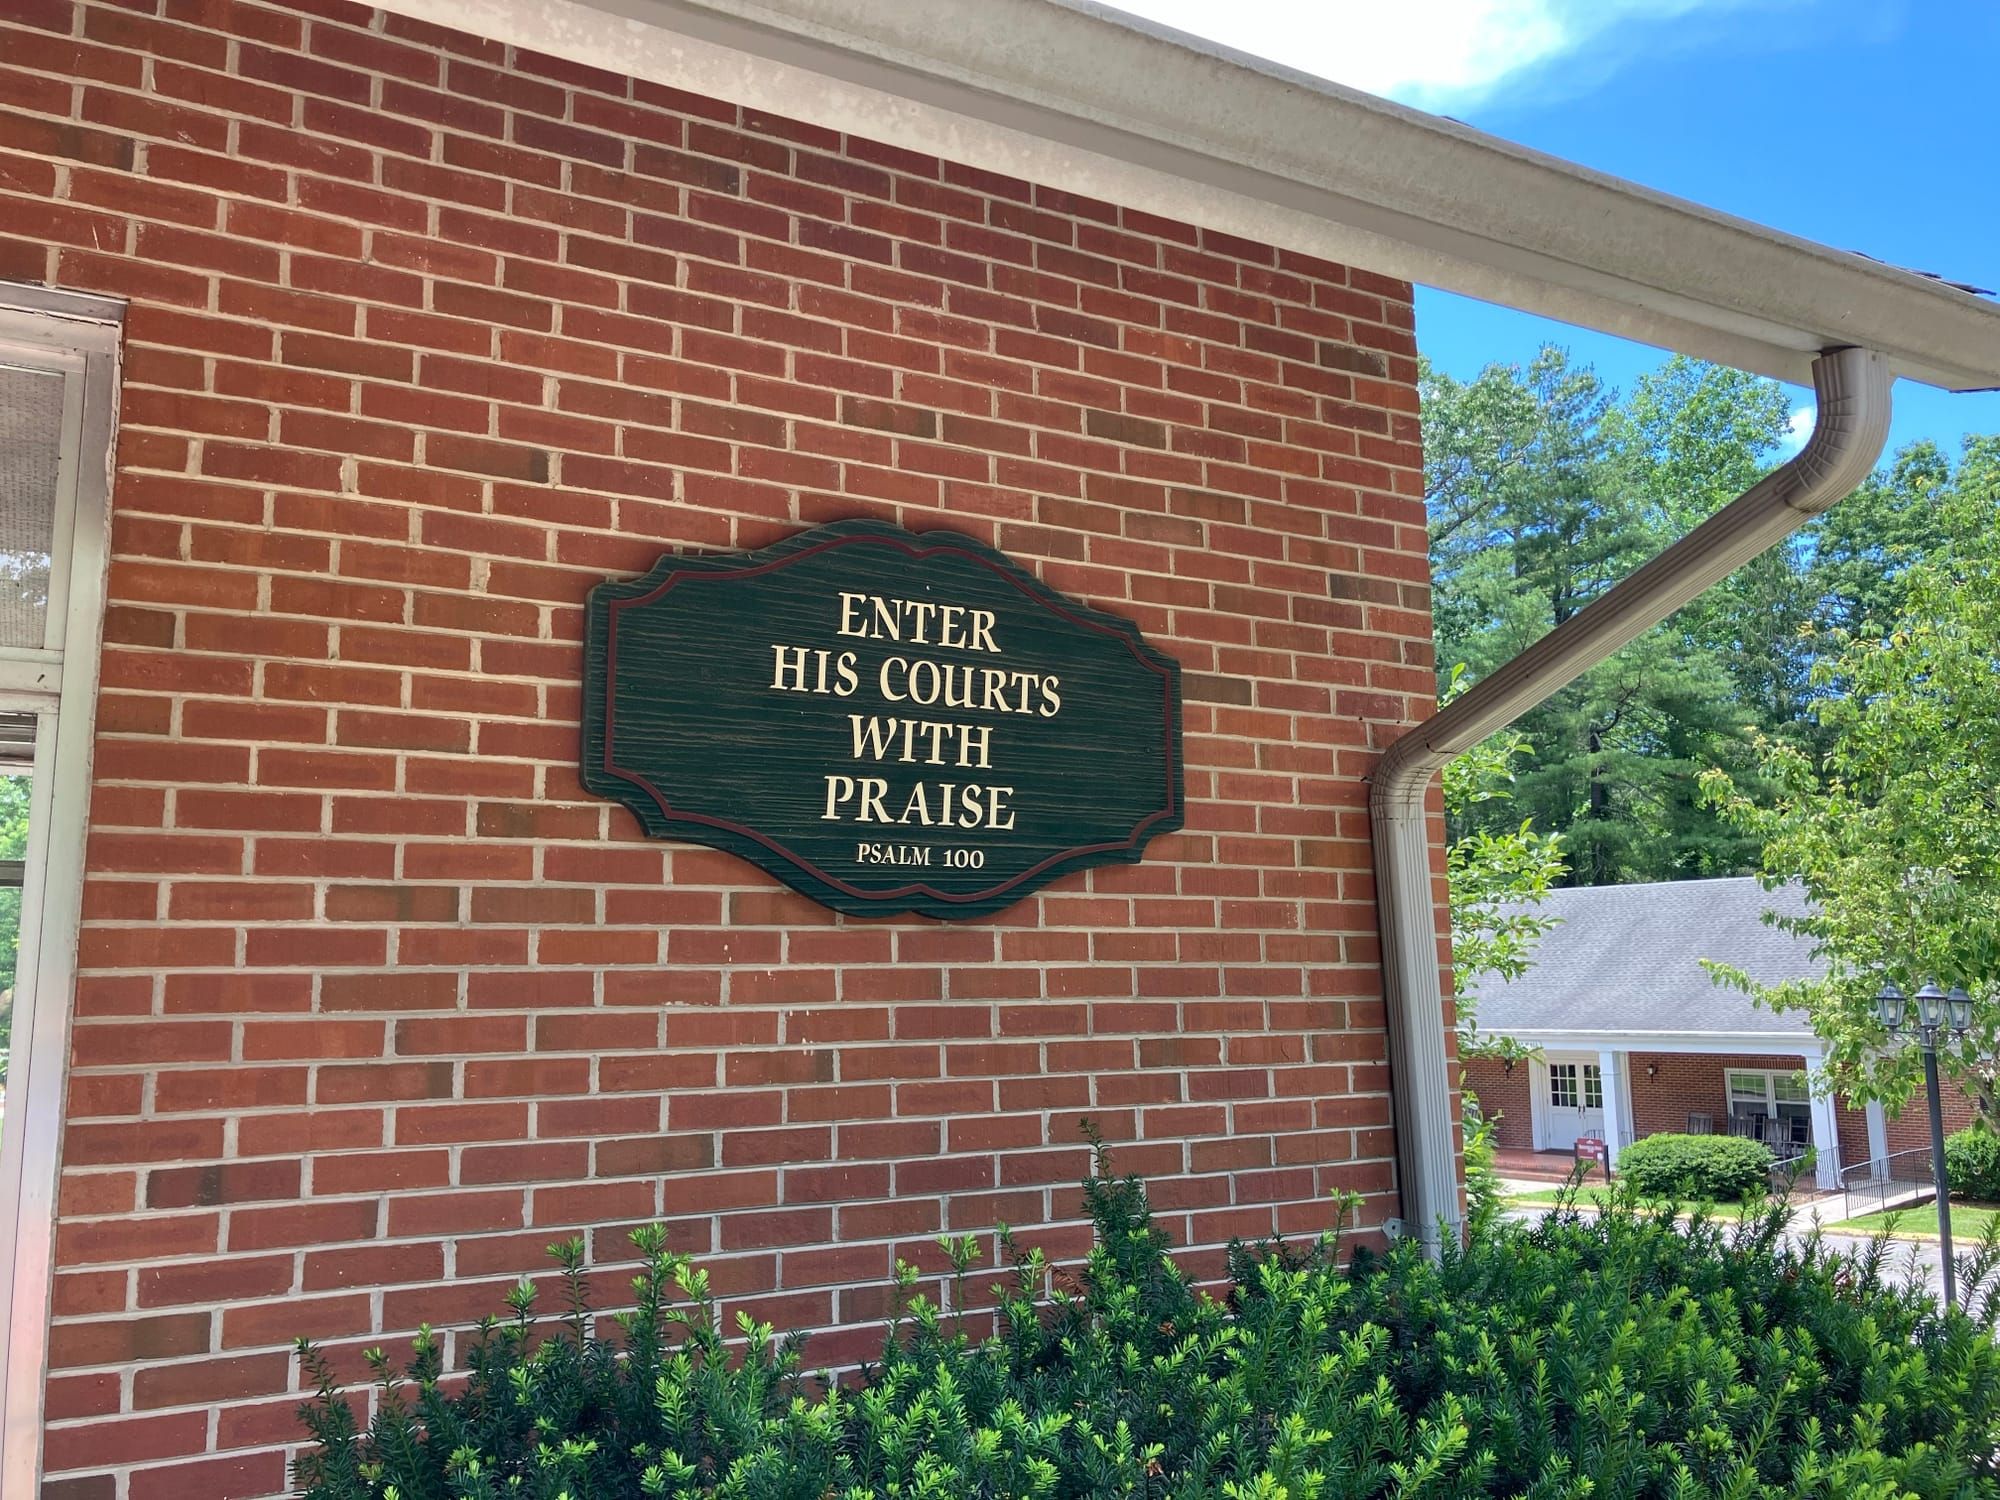 ENTER
HIS COURTS
WITH
PRAISE
PSALM 100